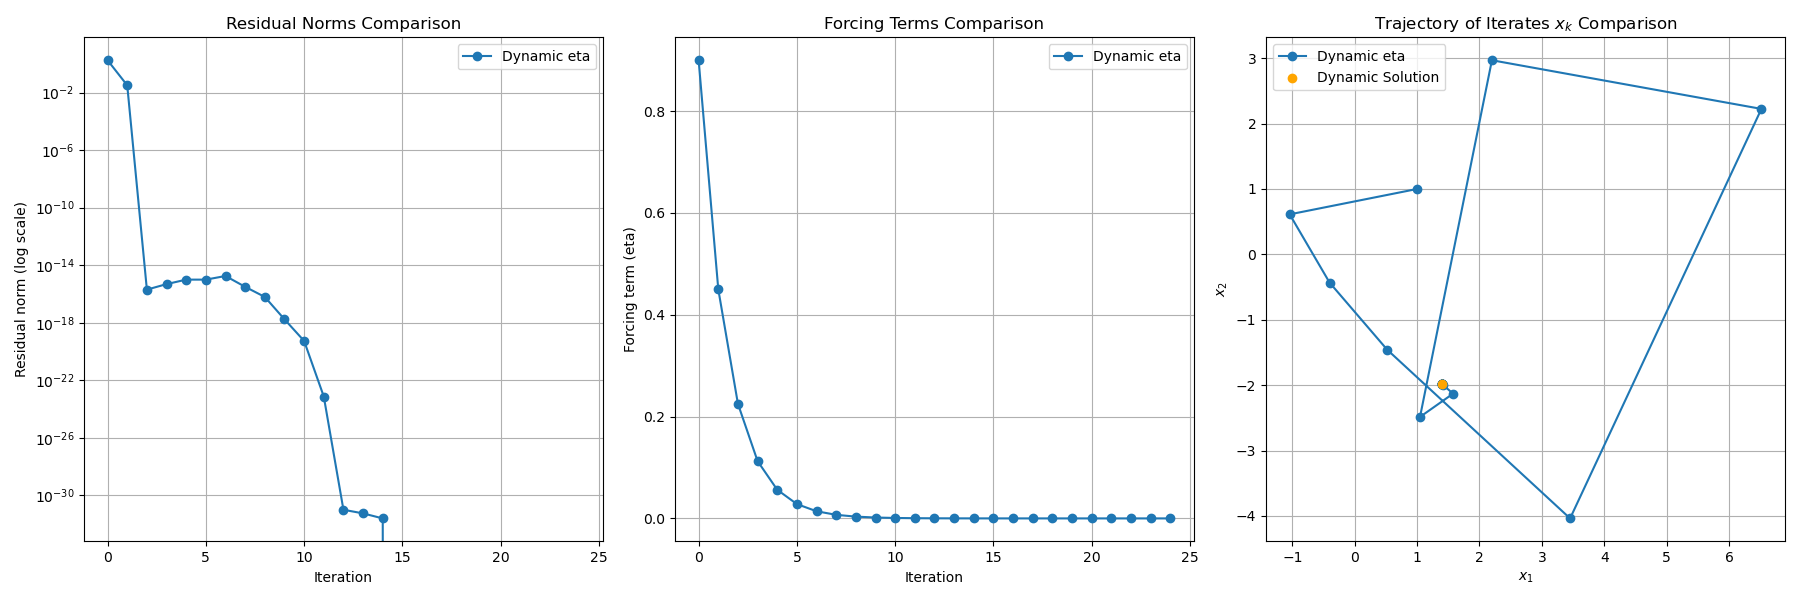 Residual Norms Comparison
Dynamic eta
Residual norm (log scale)
10⁻²
10⁻⁶
10⁻¹⁰
10⁻¹⁴
10⁻¹⁸
10⁻²²
10⁻²⁶
10⁻³⁰
0 5 10 15 20 25
Iteration
Forcing Terms Comparison
Dynamic eta
Forcing term (eta)
0.8
0.6
0.4
0.2
0.0
0 5 10 15 20 25
Iteration
Trajectory of Iterates xₖ Comparison
Dynamic eta
Dynamic Solution
x₂
3
2
1
0
−1
−2
−3
−4
−1 0 1 2 3 4 5 6
x₁